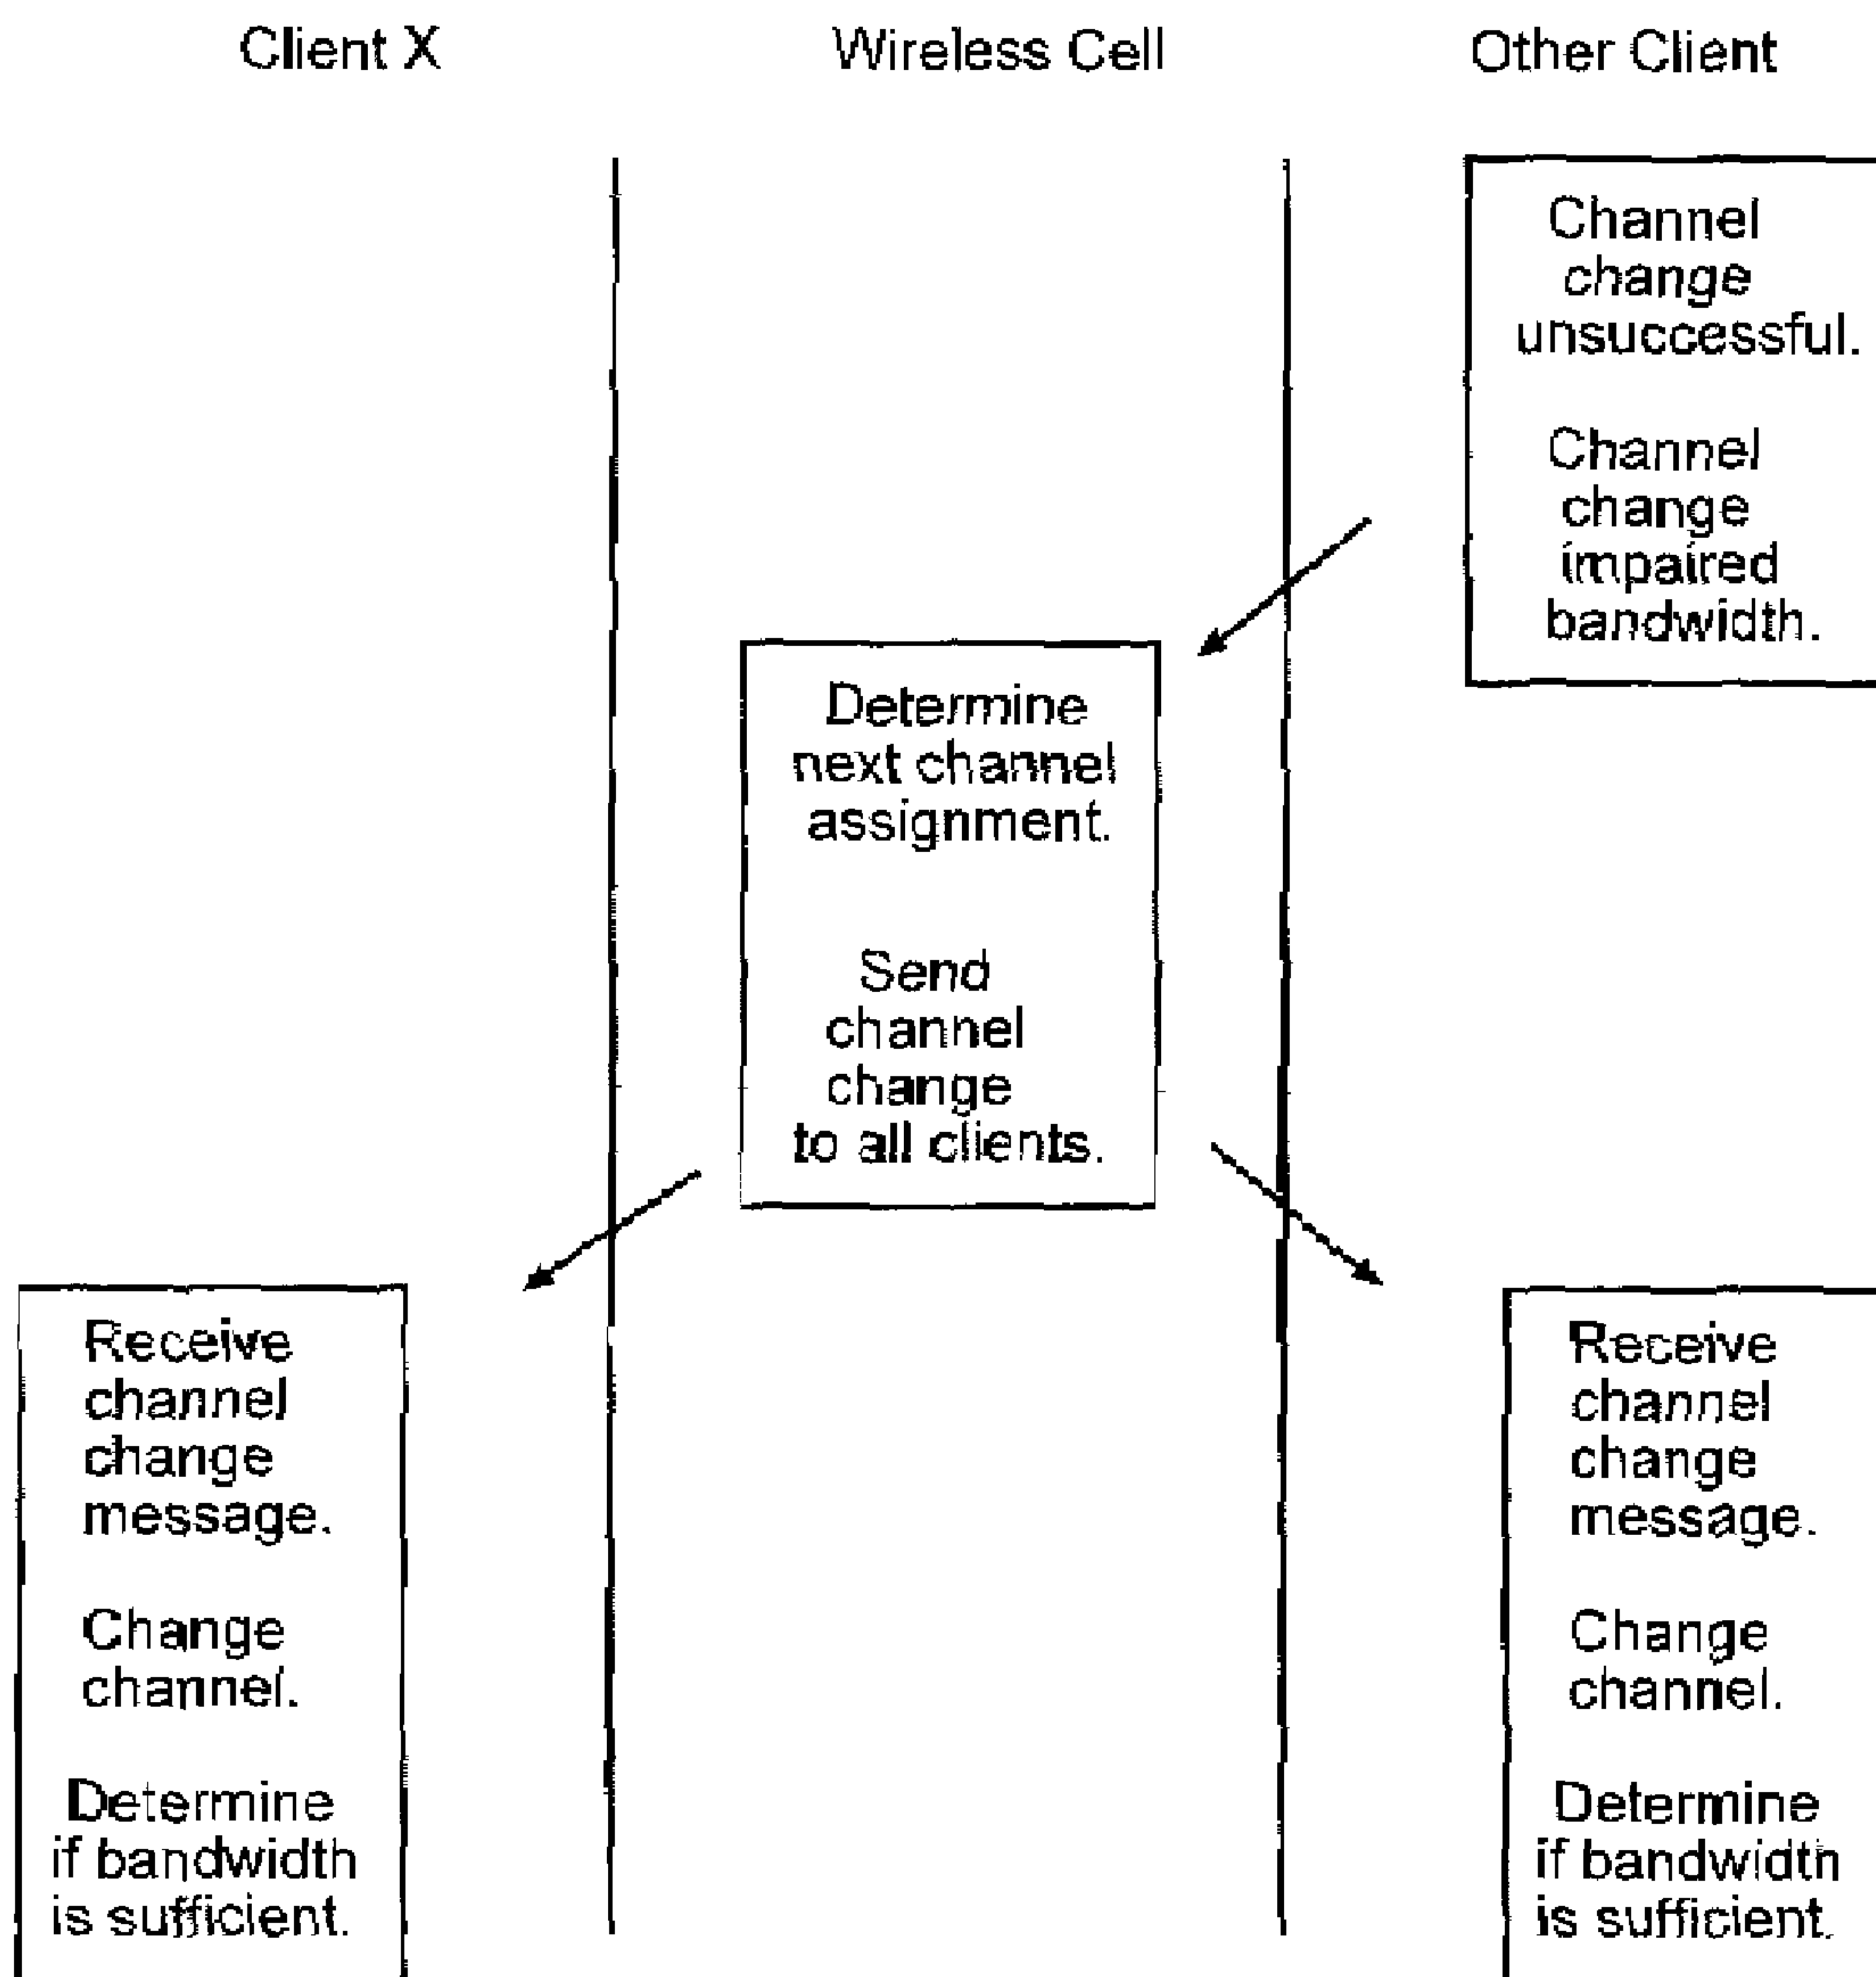 Client X
Wireless Cell
Other Client
Channel
change
unsuccessful.
Channel
change
impaired
bandwidth.
Determine
next channel
assignment.
Send
channel
change
to all clients.
Receive
channel
change
message.
Change
channel.
Determine
if bandwidth
is sufficient.
Receive
channel
change
message.
Change
channel.
Determine
if bandwidth
is sufficient.